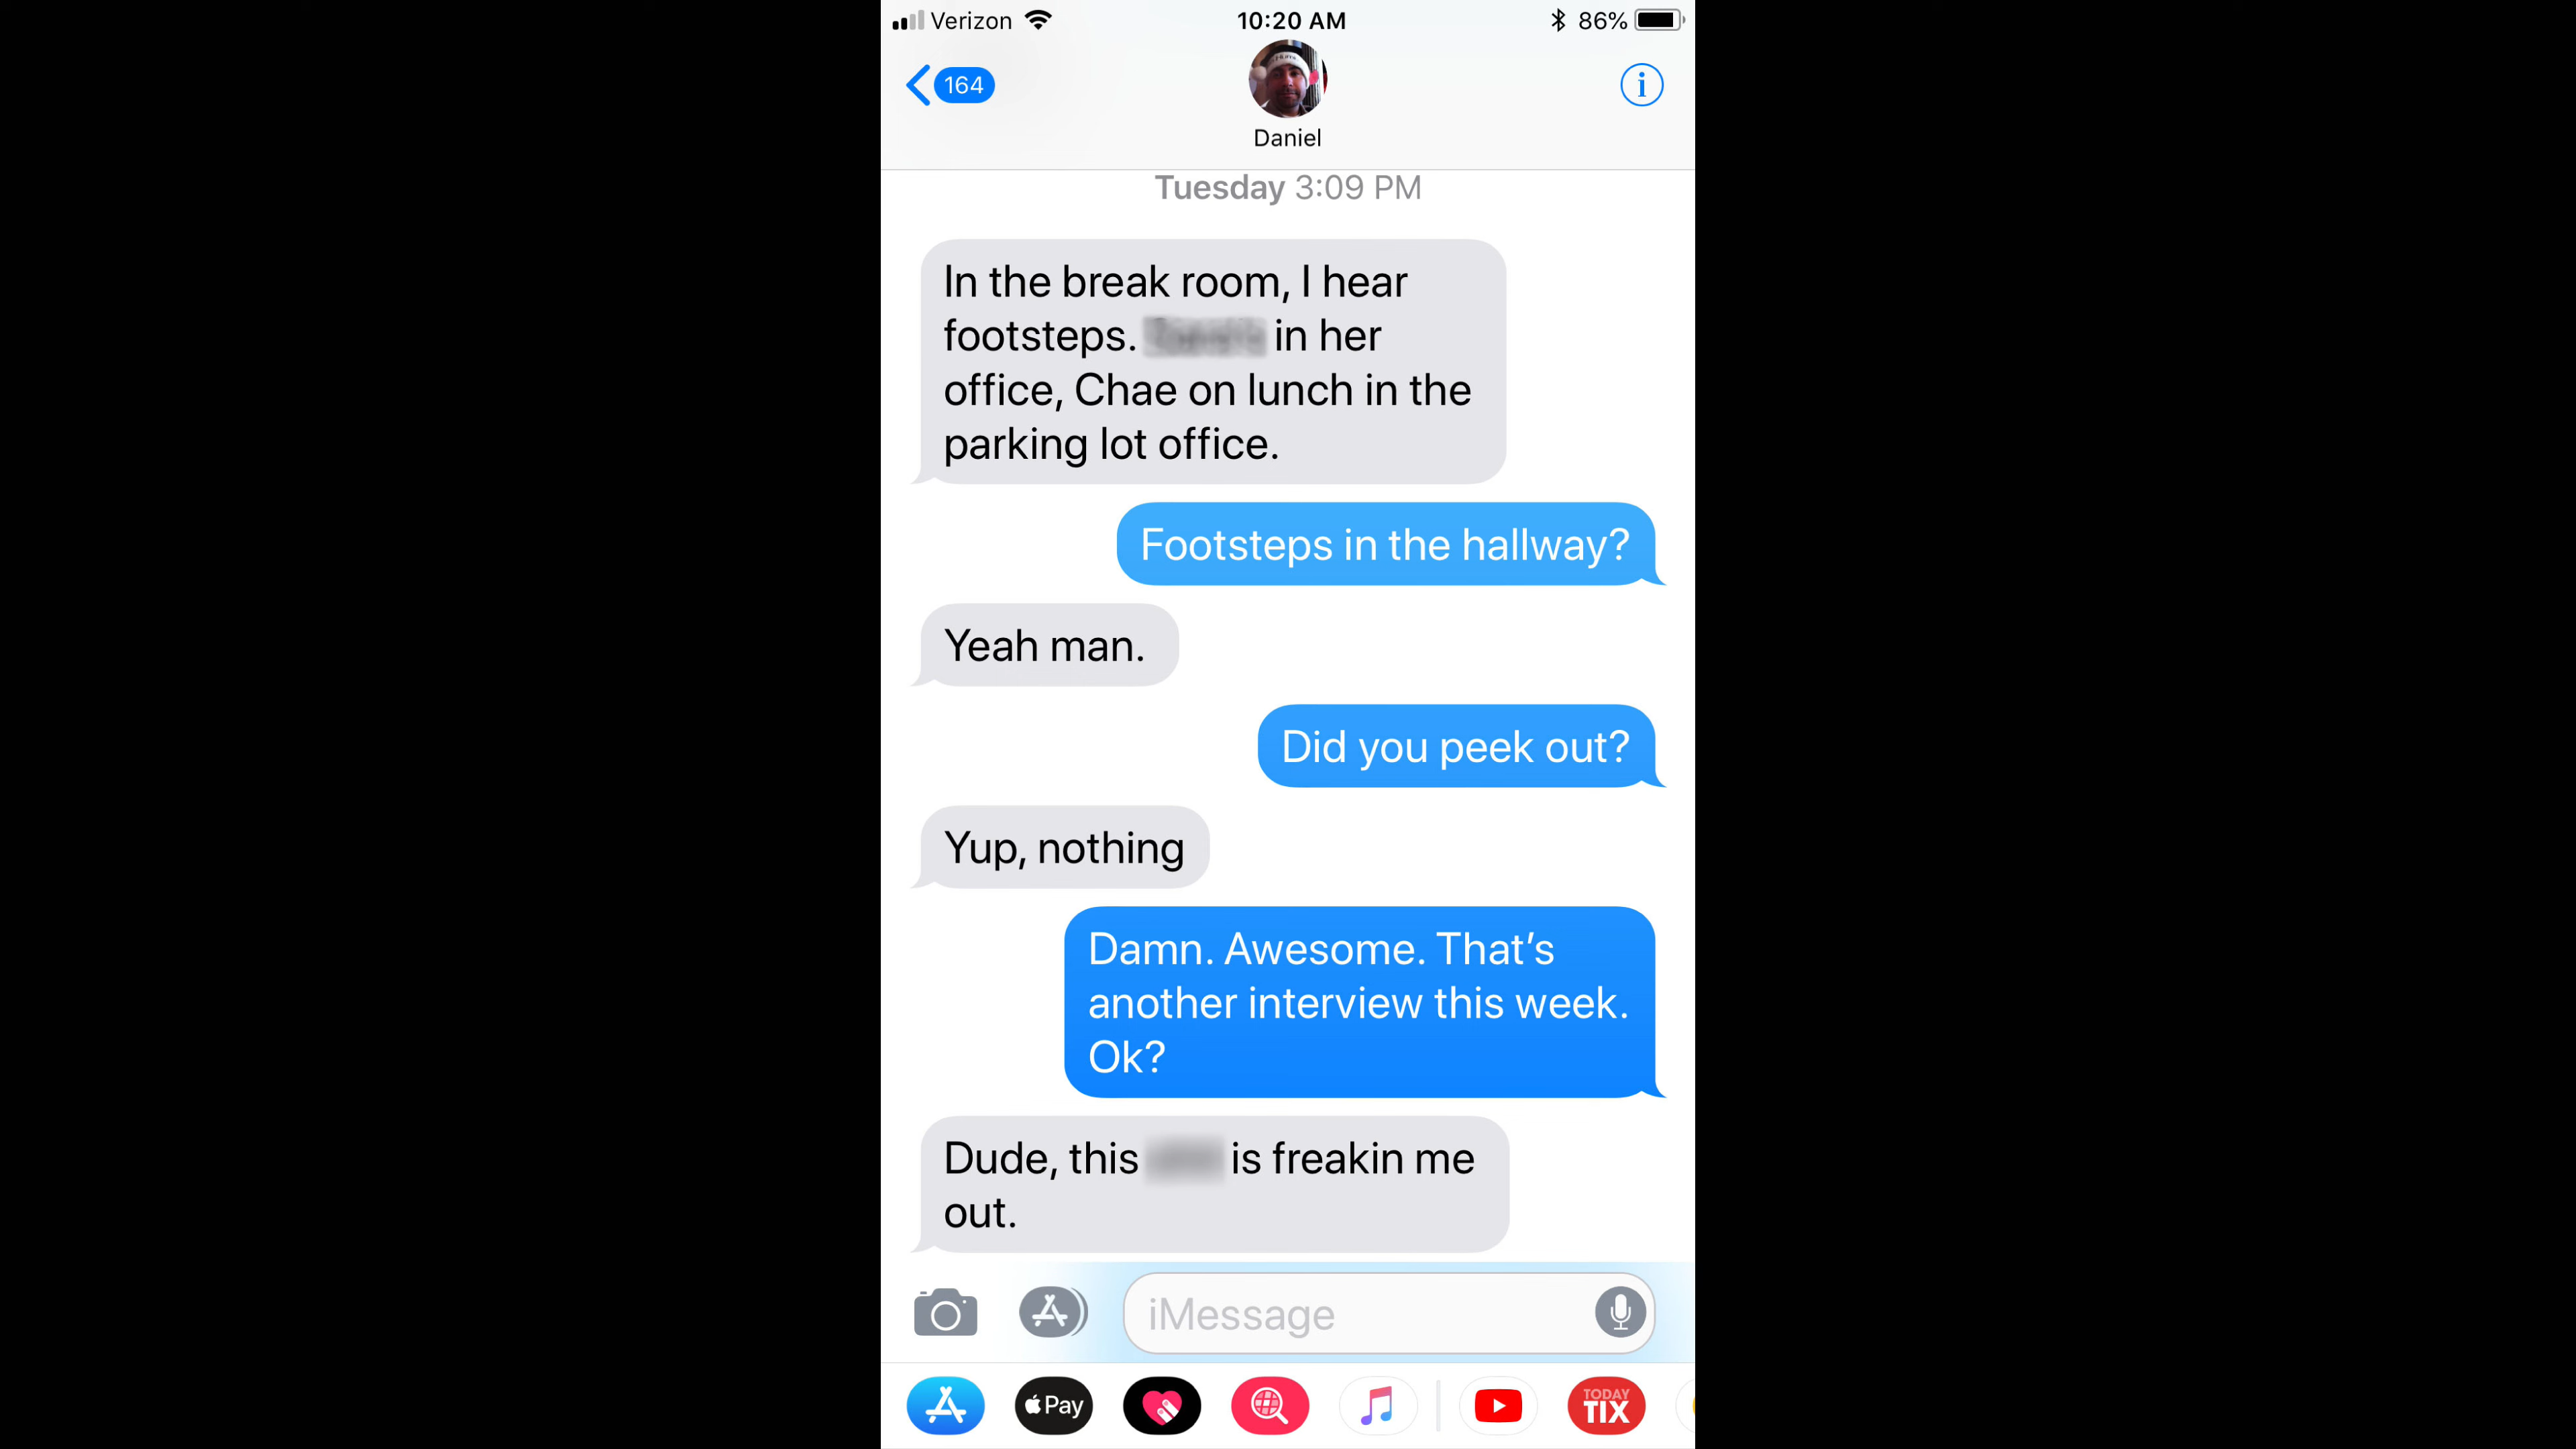 Verizon 10:20 AM 86%
164
Daniel
Tuesday 3:09 PM
In the break room, I hear
footsteps. in her
office, Chae on lunch in the
parking lot office.
Footsteps in the hallway?
Yeah man.
Did you peek out?
Yup, nothing
Damn. Awesome. That’s
another interview this week.
Ok?
Dude, this is freakin me
out.
iMessage
Pay
TODAY
TIX